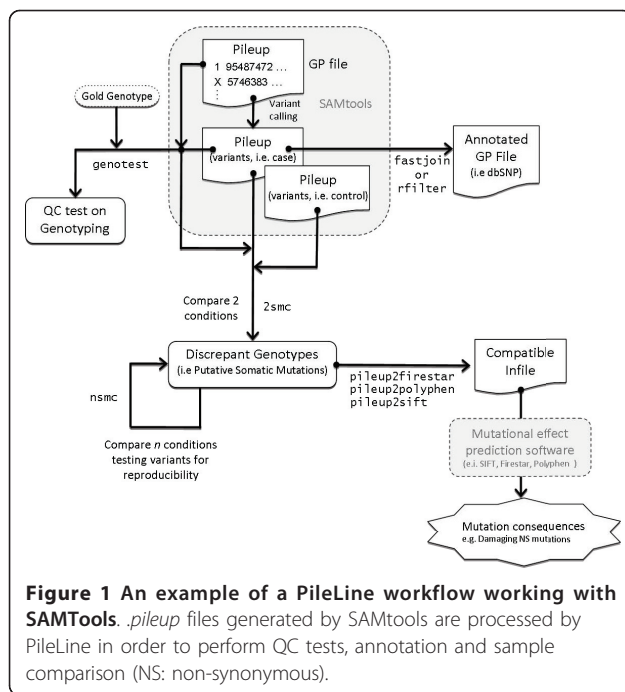 Pileup
1 95487472 ...
X 5746383 ...
⋮
GP file
Variant
calling
SAMtools
Gold Genotype
genotest
Pileup
(variants, i.e. case)
Pileup
(variants, i.e. control)
fastjoin
or
rfilter
Annotated
GP File
(i.e dbSNP)
QC test on
Genotyping
Compare 2
conditions
2smc
Discrepant Genotypes
(i.e Putative Somatic Mutations)
nsmc
Compare n conditions
testing variants for
reproducibility
pileup2firestar
pileup2polyphen
pileup2sift
Compatible
Infile
Mutational effect
prediction software
(e.i. SIFT, Firestar, Polyphen )
Mutation consequences
e.g. Damaging NS mutations
Figure 1 An example of a PileLine workflow working with
SAMTools. .pileup files generated by SAMtools are processed by
PileLine in order to perform QC tests, annotation and sample
comparison (NS: non-synonymous).